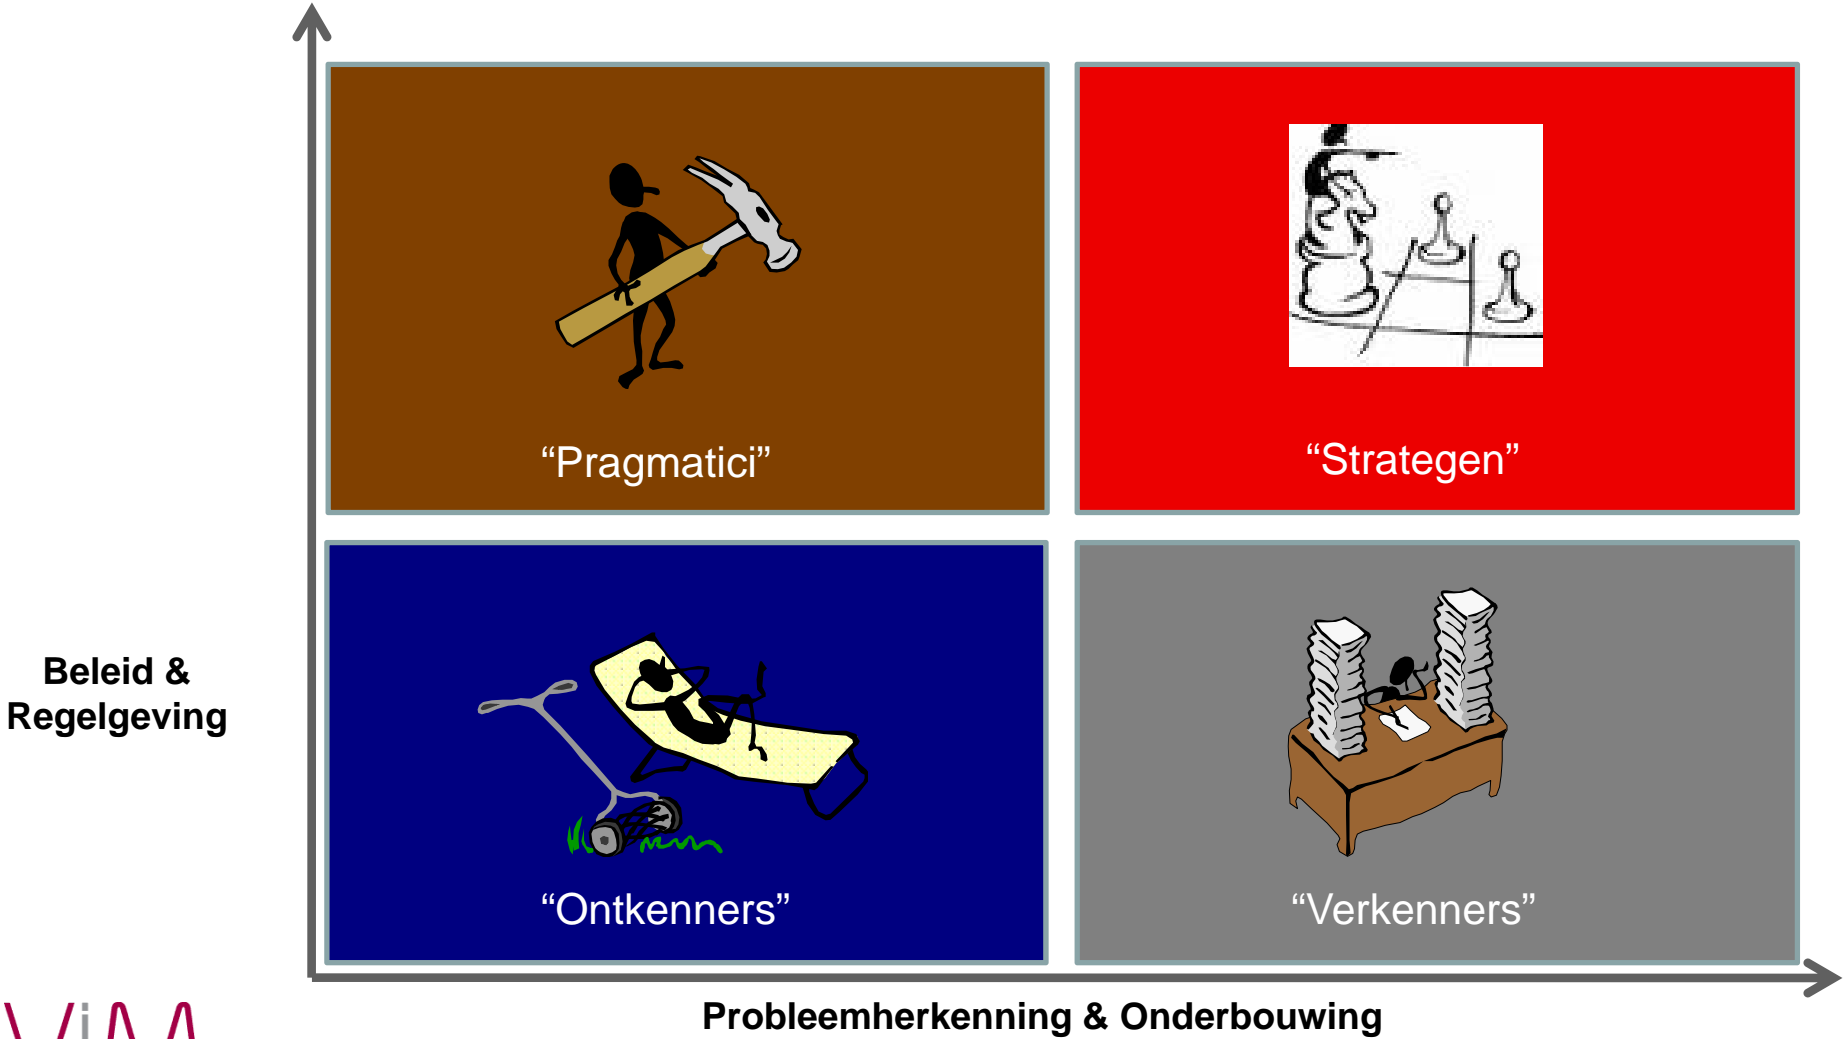 “Pragmatici”
“Strategen”
Beleid &
Regelgeving
“Ontkenners”
“Verkenners”
Probleemherkenning & Onderbouwing